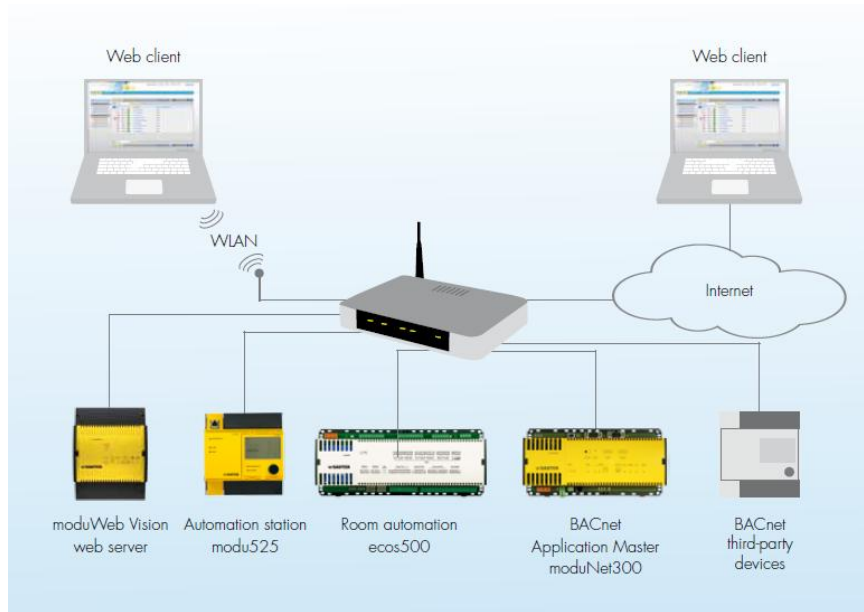 Web client
Web client
WLAN
Internet
SAUTER
moduWeb Vision
web server
Automation station
modu525
Room automation
ecos500
BACnet
Application Master
moduNet300
BACnet
third-party
devices